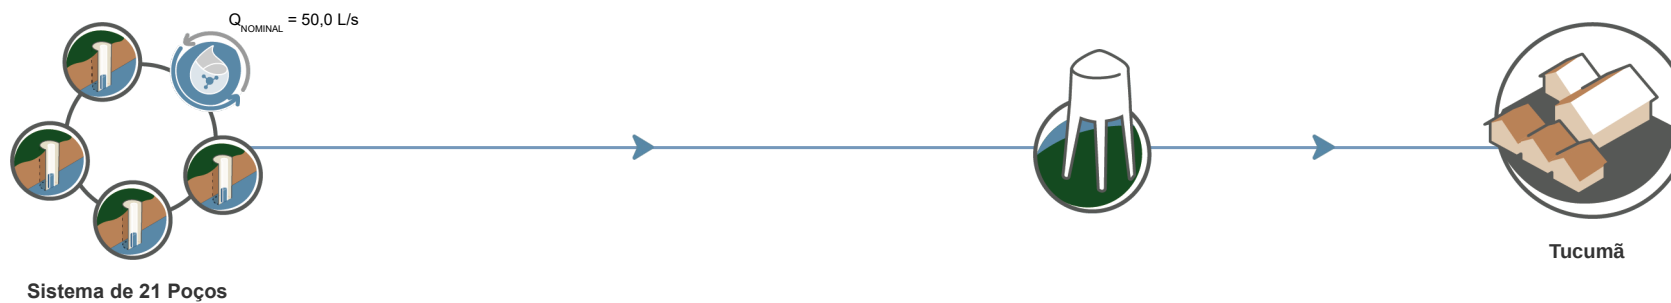 QNOMINAL = 50,0 L/s
Tucumã
Sistema de 21 Poços